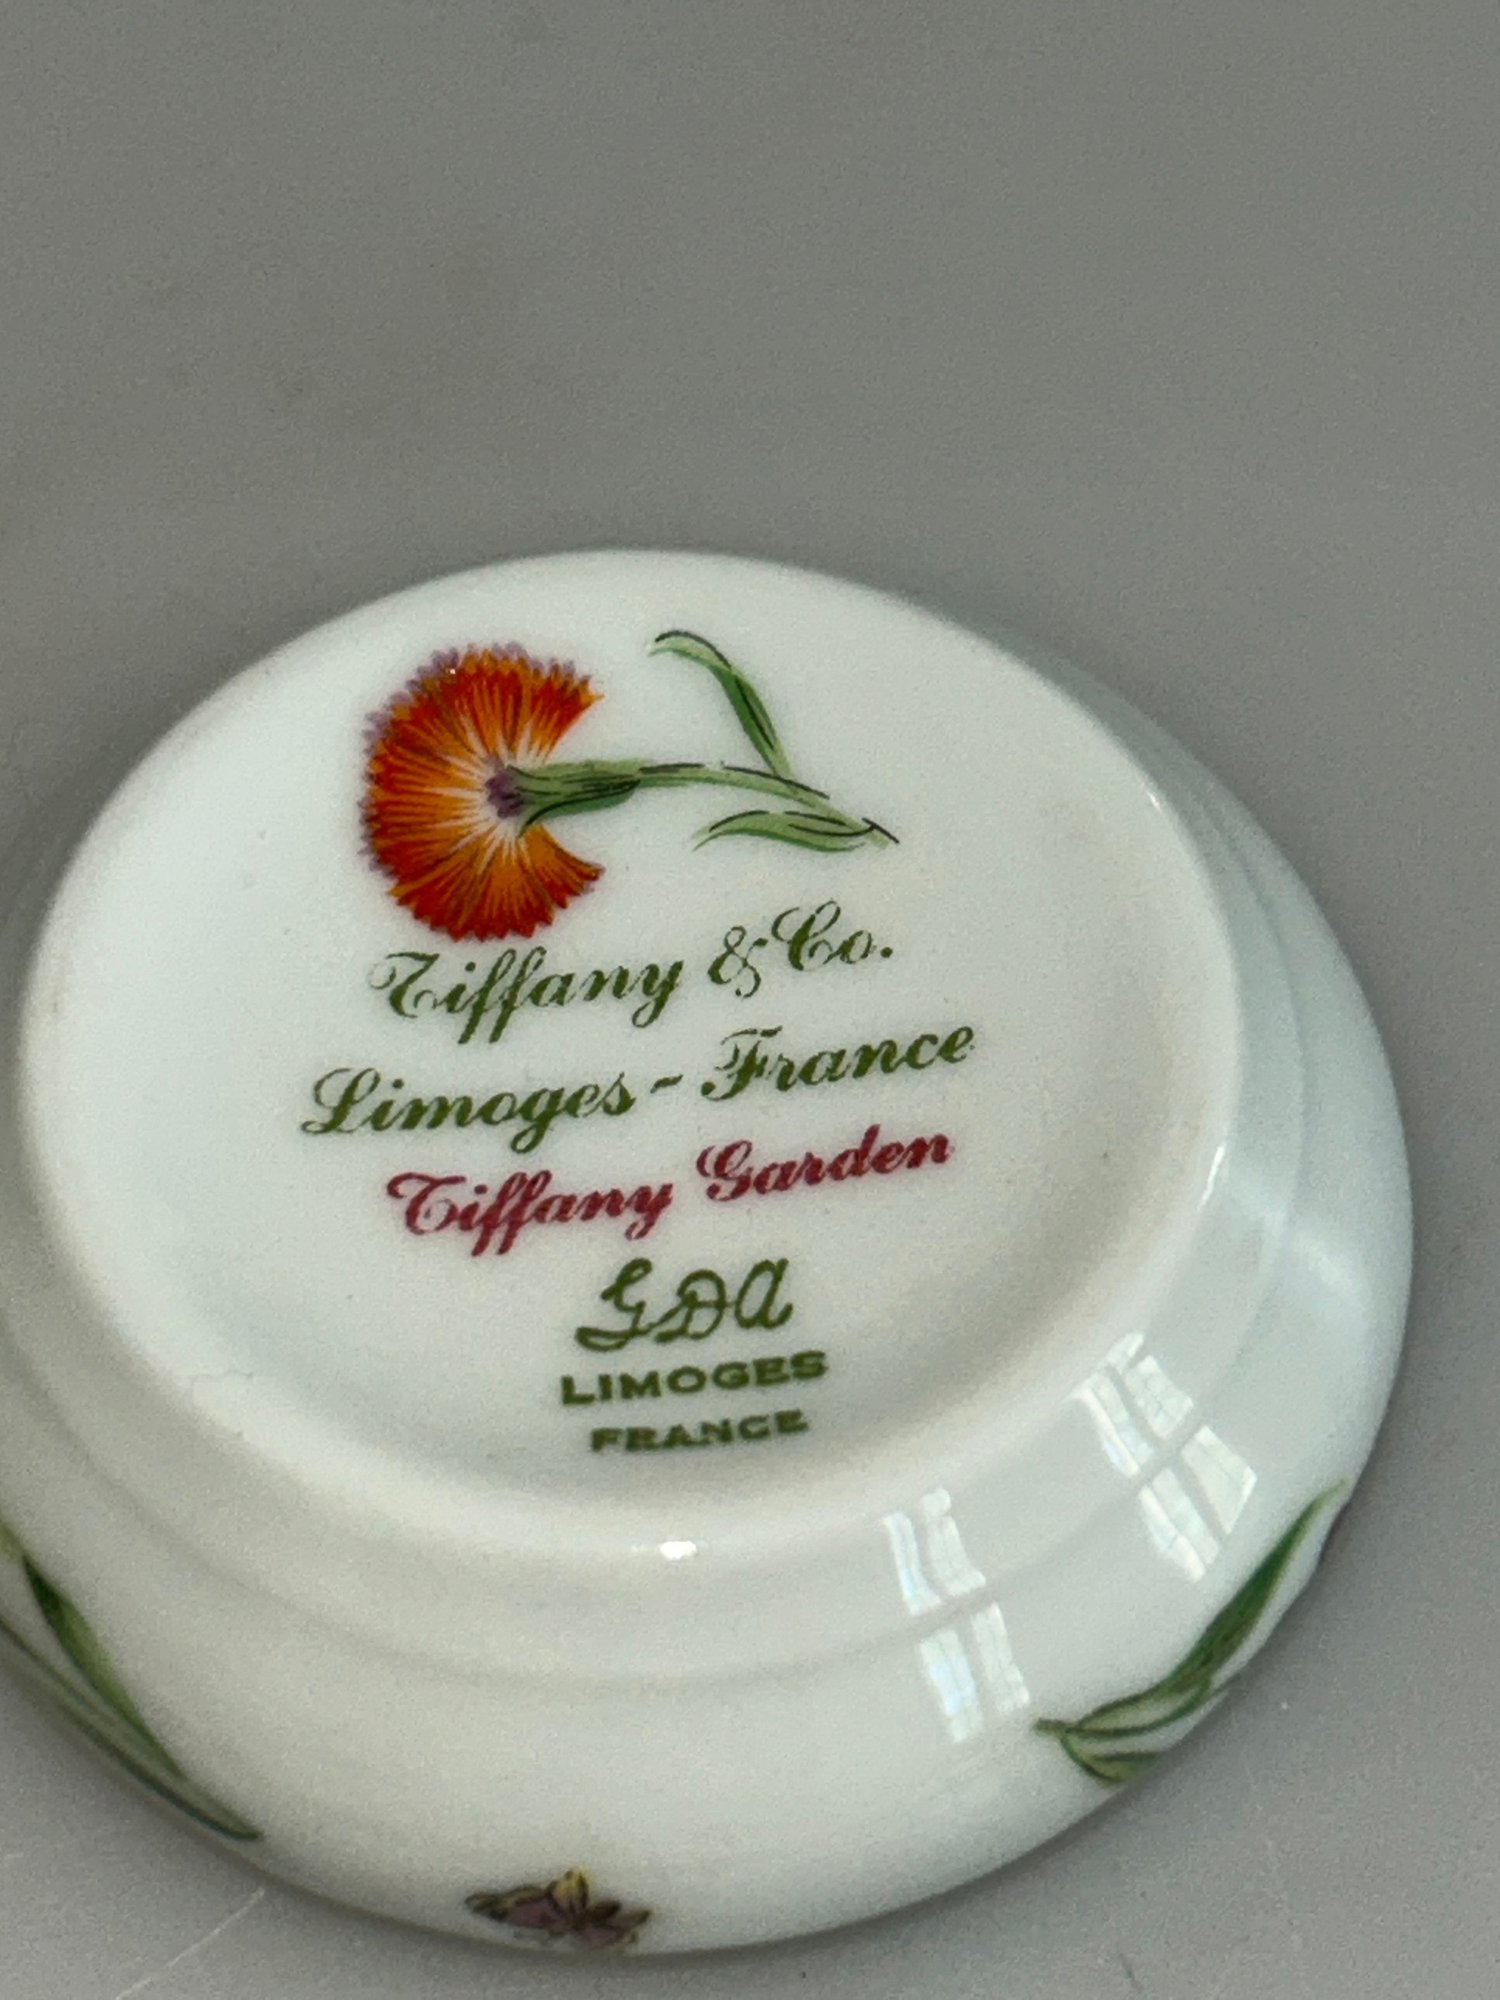 Tiffany & Co.
Limoges - France
Tiffany Garden
GDA
LIMOGES
FRANCE